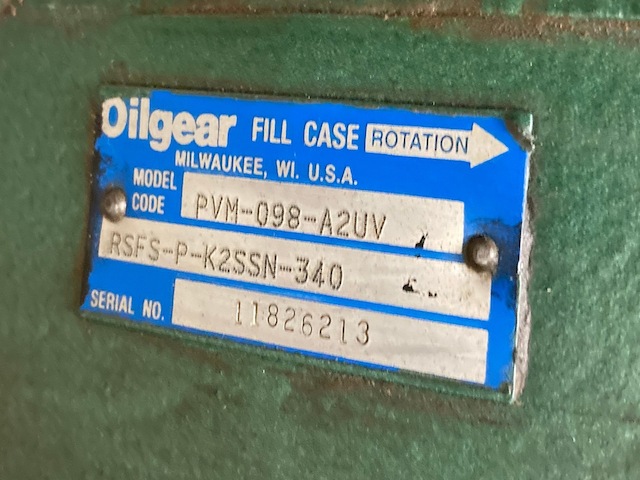 Oilgear FILL CASE ROTATION
MILWAUKEE, WI. U.S.A.
MODEL CODE PVM-098-A2UV
RSFS-P-K2SSN-340
SERIAL NO. 11826213